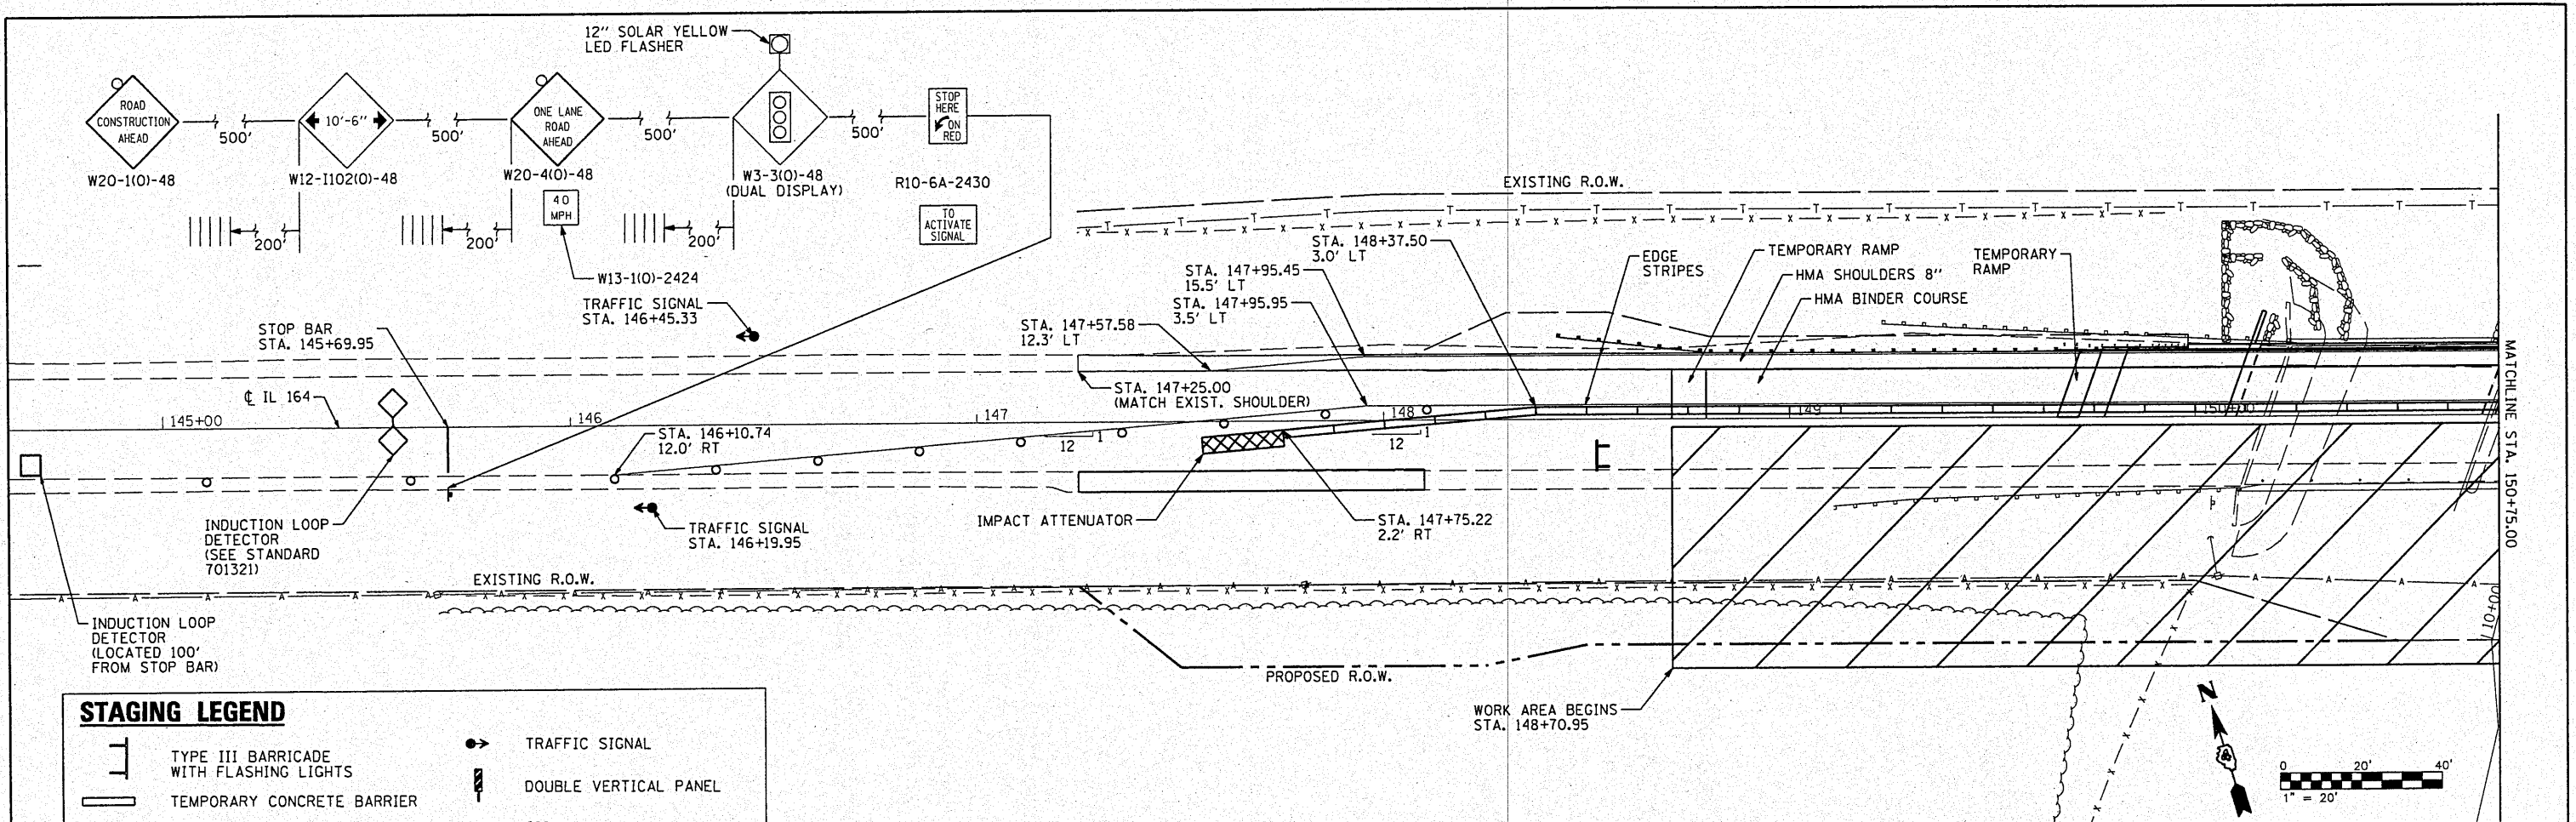 12" SOLAR YELLOW
LED FLASHER
ROAD
CONSTRUCTION
AHEAD
500'
10'-6"
500'
ONE LANE
ROAD
AHEAD
500'
500'
STOP
HERE
ON
RED
W20-1(O)-48
W12-I102(O)-48
W20-4(O)-48
W3-3(O)-48
(DUAL DISPLAY)
R10-6A-2430
40
MPH
TO
ACTIVATE
SIGNAL
200'
200'
200'
W13-1(O)-2424
EXISTING R.O.W.
T T T T T T T T T T T T T T T T T T T T
X X X X X X X X X X X X X X X X X X X X
TRAFFIC SIGNAL
STA. 146+45.33
STOP BAR
STA. 145+69.95
STA. 148+37.50
3.0' LT
STA. 147+95.45
15.5' LT
STA. 147+95.95
3.5' LT
STA. 147+57.58
12.3' LT
EDGE
STRIPES
TEMPORARY RAMP
HMA SHOULDERS 8"
HMA BINDER COURSE
TEMPORARY
RAMP
STA. 147+25.00
(MATCH EXIST. SHOULDER)
℄ IL 164
145+00
146
147
148
149
150+00
STA. 146+10.74
12.0' RT
12
1
12
1
MATCHLINE STA. 150+75.00
INDUCTION LOOP
DETECTOR
(SEE STANDARD
701321)
TRAFFIC SIGNAL
STA. 146+19.95
IMPACT ATTENUATOR
STA. 147+75.22
2.2' RT
P
EXISTING R.O.W.
A A A A A A A A A A A A A A A A A A A A
X X X X X X X X X X X X X X X X X X X X
INDUCTION LOOP
DETECTOR
(LOCATED 100'
FROM STOP BAR)
10+00
PROPOSED R.O.W.
WORK AREA BEGINS
STA. 148+70.95
STAGING LEGEND
TYPE III BARRICADE
WITH FLASHING LIGHTS
TRAFFIC SIGNAL
DOUBLE VERTICAL PANEL
TEMPORARY CONCRETE BARRIER
N
0 20' 40'
1" = 20'